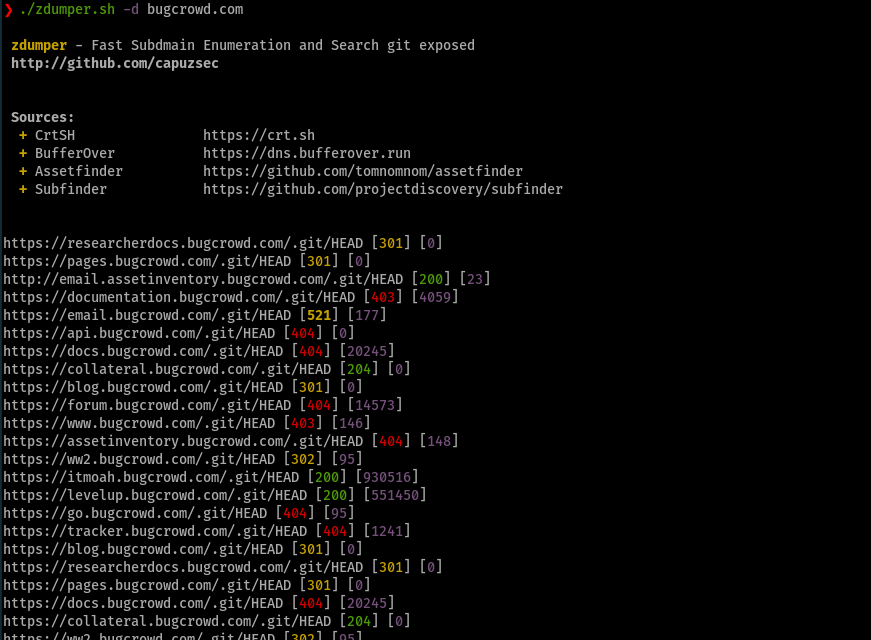 ❯ ./zdumper.sh -d bugcrowd.com
zdumper - Fast Subdmain Enumeration and Search git exposed
http://github.com/capuzsec
Sources:
+ CrtSH https://crt.sh
+ BufferOver https://dns.bufferover.run
+ Assetfinder https://github.com/tomnomnom/assetfinder
+ Subfinder https://github.com/projectdiscovery/subfinder
https://researcherdocs.bugcrowd.com/.git/HEAD [301] [0]
https://pages.bugcrowd.com/.git/HEAD [301] [0]
http://email.assetinventory.bugcrowd.com/.git/HEAD [200] [23]
https://documentation.bugcrowd.com/.git/HEAD [403] [4059]
https://email.bugcrowd.com/.git/HEAD [521] [177]
https://api.bugcrowd.com/.git/HEAD [404] [0]
https://docs.bugcrowd.com/.git/HEAD [404] [20245]
https://collateral.bugcrowd.com/.git/HEAD [204] [0]
https://blog.bugcrowd.com/.git/HEAD [301] [0]
https://forum.bugcrowd.com/.git/HEAD [404] [14573]
https://www.bugcrowd.com/.git/HEAD [403] [146]
https://assetinventory.bugcrowd.com/.git/HEAD [404] [148]
https://ww2.bugcrowd.com/.git/HEAD [302] [95]
https://itmoah.bugcrowd.com/.git/HEAD [200] [930516]
https://levelup.bugcrowd.com/.git/HEAD [200] [551450]
https://go.bugcrowd.com/.git/HEAD [404] [95]
https://tracker.bugcrowd.com/.git/HEAD [404] [1241]
https://blog.bugcrowd.com/.git/HEAD [301] [0]
https://researcherdocs.bugcrowd.com/.git/HEAD [301] [0]
https://pages.bugcrowd.com/.git/HEAD [301] [0]
https://docs.bugcrowd.com/.git/HEAD [404] [20245]
https://collateral.bugcrowd.com/.git/HEAD [204] [0]
https://ww2.bugcrowd.com/.git/HEAD [302] [95]